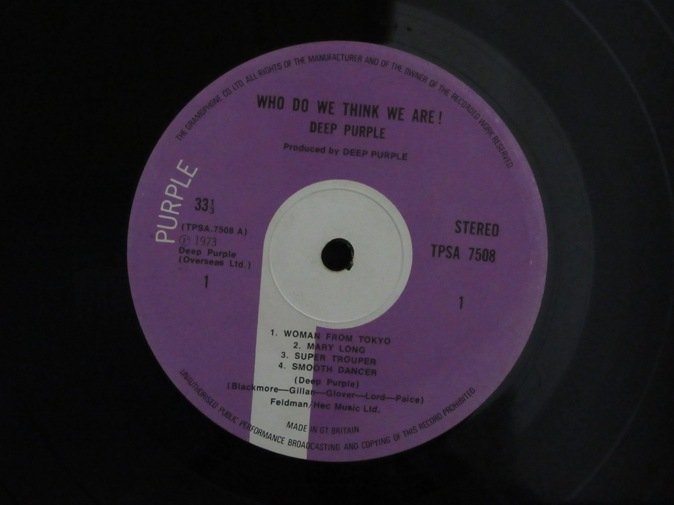 THE GRAMOPHONE CO LTD. ALL RIGHTS OF THE MANUFACTURER AND OF THE OWNER OF THE RECORDED WORK RESERVED.
WHO DO WE THINK WE ARE!
DEEP PURPLE
Produced by DEEP PURPLE
PURPLE
33⅓
(TPSA.7508 A)
Ⓟ 1973
Deep Purple
(Overseas Ltd.)
1
STEREO
TPSA 7508
1
1. WOMAN FROM TOKYO
2. MARY LONG
3. SUPER TROUPER
4. SMOOTH DANCER
(Deep Purple)
(Blackmore—Gillan—Glover—Lord—Paice)
Feldman/Hec Music Ltd.
MADE IN GT BRITAIN
UNAUTHORISED PUBLIC PERFORMANCE BROADCASTING AND COPYING OF THIS RECORD PROHIBITED